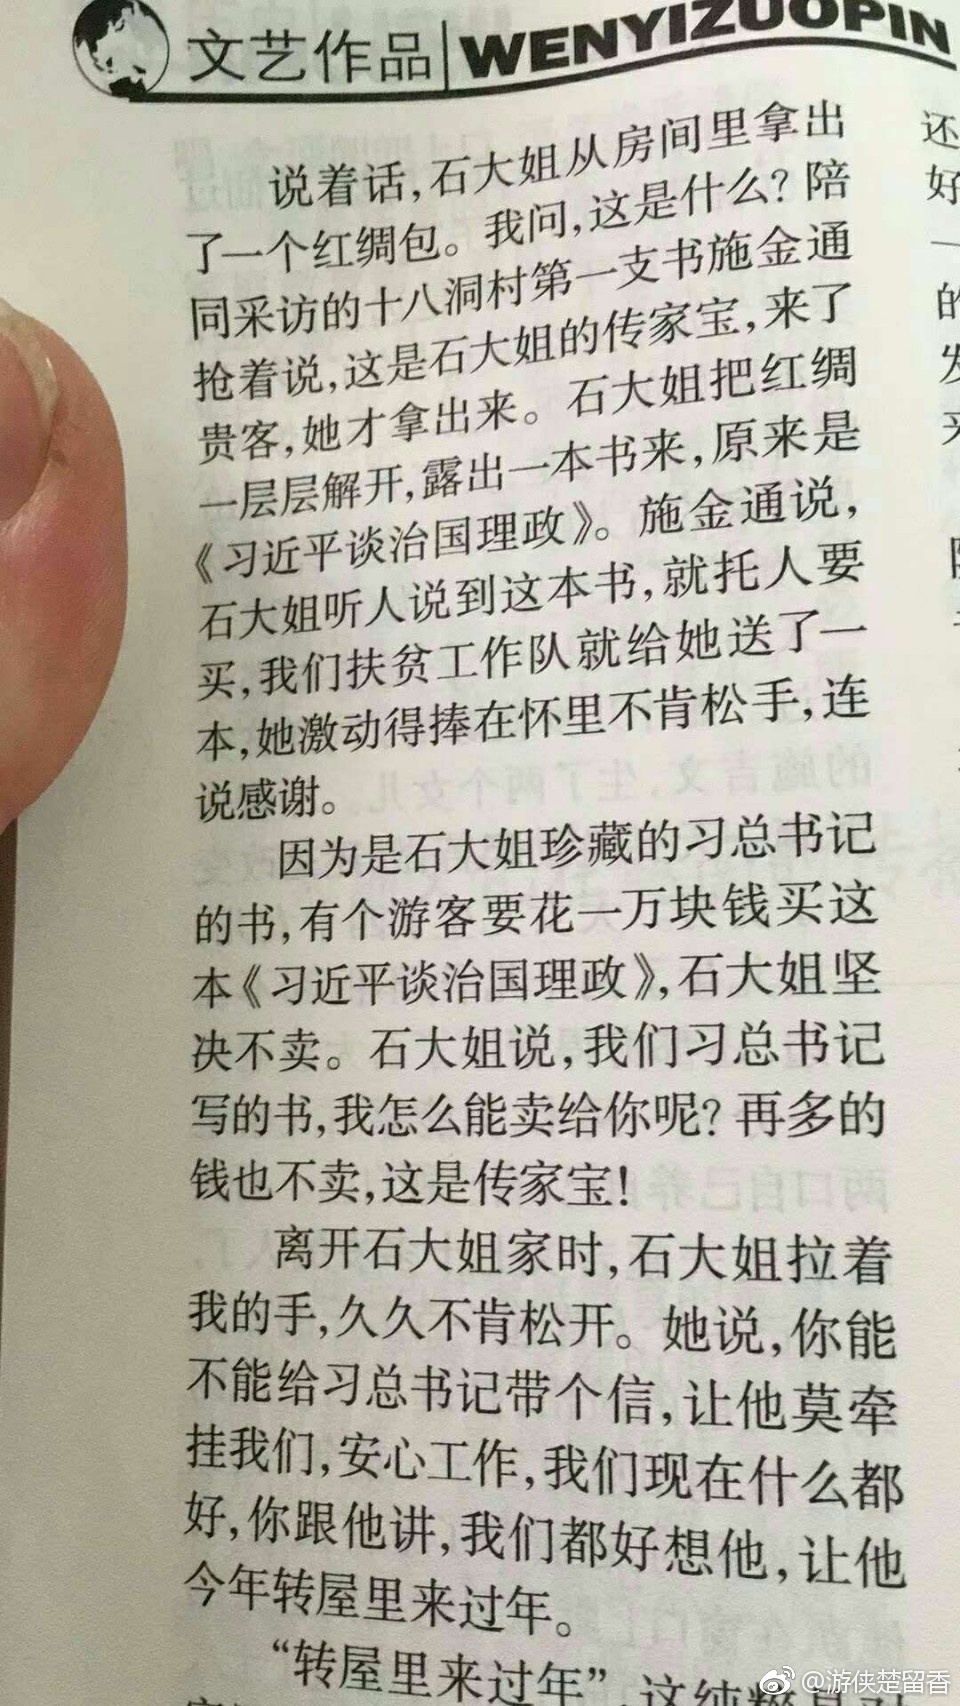 文艺作品 WENYIZUOPIN
说着话,石大姐从房间里拿出
了一个红绸包。我问,这是什么?陪
同采访的十八洞村第一支书施金通
抢着说,这是石大姐的传家宝,来了
贵客,她才拿出来。石大姐把红绸
一层层解开,露出一本书来,原来是
《习近平谈治国理政》。施金通说,
石大姐听人说到这本书,就托人要
买,我们扶贫工作队就给她送了一
本,她激动得捧在怀里不肯松手,连
说感谢。
因为是石大姐珍藏的习总书记
的书,有个游客要花一万块钱买这
本《习近平谈治国理政》,石大姐坚
决不卖。石大姐说,我们习总书记
写的书,我怎么能卖给你呢?再多的
钱也不卖,这是传家宝!
离开石大姐家时,石大姐拉着
我的手,久久不肯松开。她说,你能
不能给习总书记带个信,让他莫牵
挂我们,安心工作,我们现在什么都
好,你跟他讲,我们都好想他,让他
今年转屋里来过年。
“转屋里来过年”,这纯
还
好
一
的
发
来
@游侠楚留香